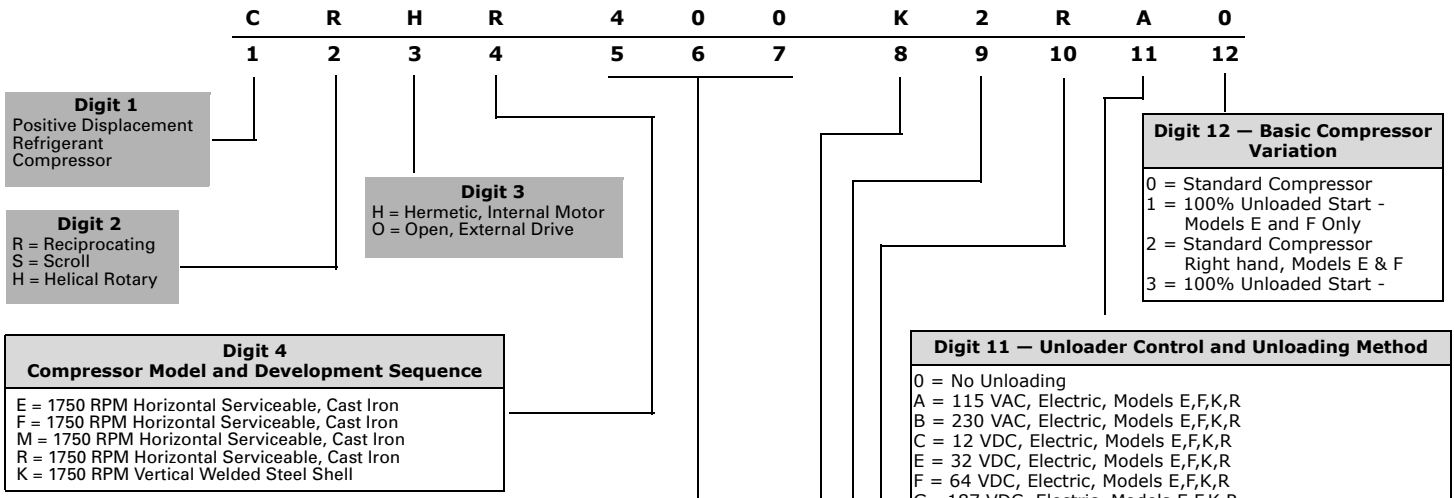 C R H R 4 0 0 K 2 R A 0
1 2 3 4 5 6 7 8 9 10 11 12
Digit 1
Positive Displacement
Refrigerant
Compressor
Digit 2
R = Reciprocating
S = Scroll
H = Helical Rotary
Digit 3
H = Hermetic, Internal Motor
O = Open, External Drive
Digit 12 — Basic Compressor
Variation
0 = Standard Compressor
1 = 100% Unloaded Start -
Models E and F Only
2 = Standard Compressor
Right hand, Models E & F
3 = 100% Unloaded Start -
Digit 4
Compressor Model and Development Sequence
E = 1750 RPM Horizontal Serviceable, Cast Iron
F = 1750 RPM Horizontal Serviceable, Cast Iron
M = 1750 RPM Horizontal Serviceable, Cast Iron
R = 1750 RPM Horizontal Serviceable, Cast Iron
K = 1750 RPM Vertical Welded Steel Shell
Digit 11 — Unloader Control and Unloading Method
0 = No Unloading
A = 115 VAC, Electric, Models E,F,K,R
B = 230 VAC, Electric, Models E,F,K,R
C = 12 VDC, Electric, Models E,F,K,R
E = 32 VDC, Electric, Models E,F,K,R
F = 64 VDC, Electric, Models E,F,K,R